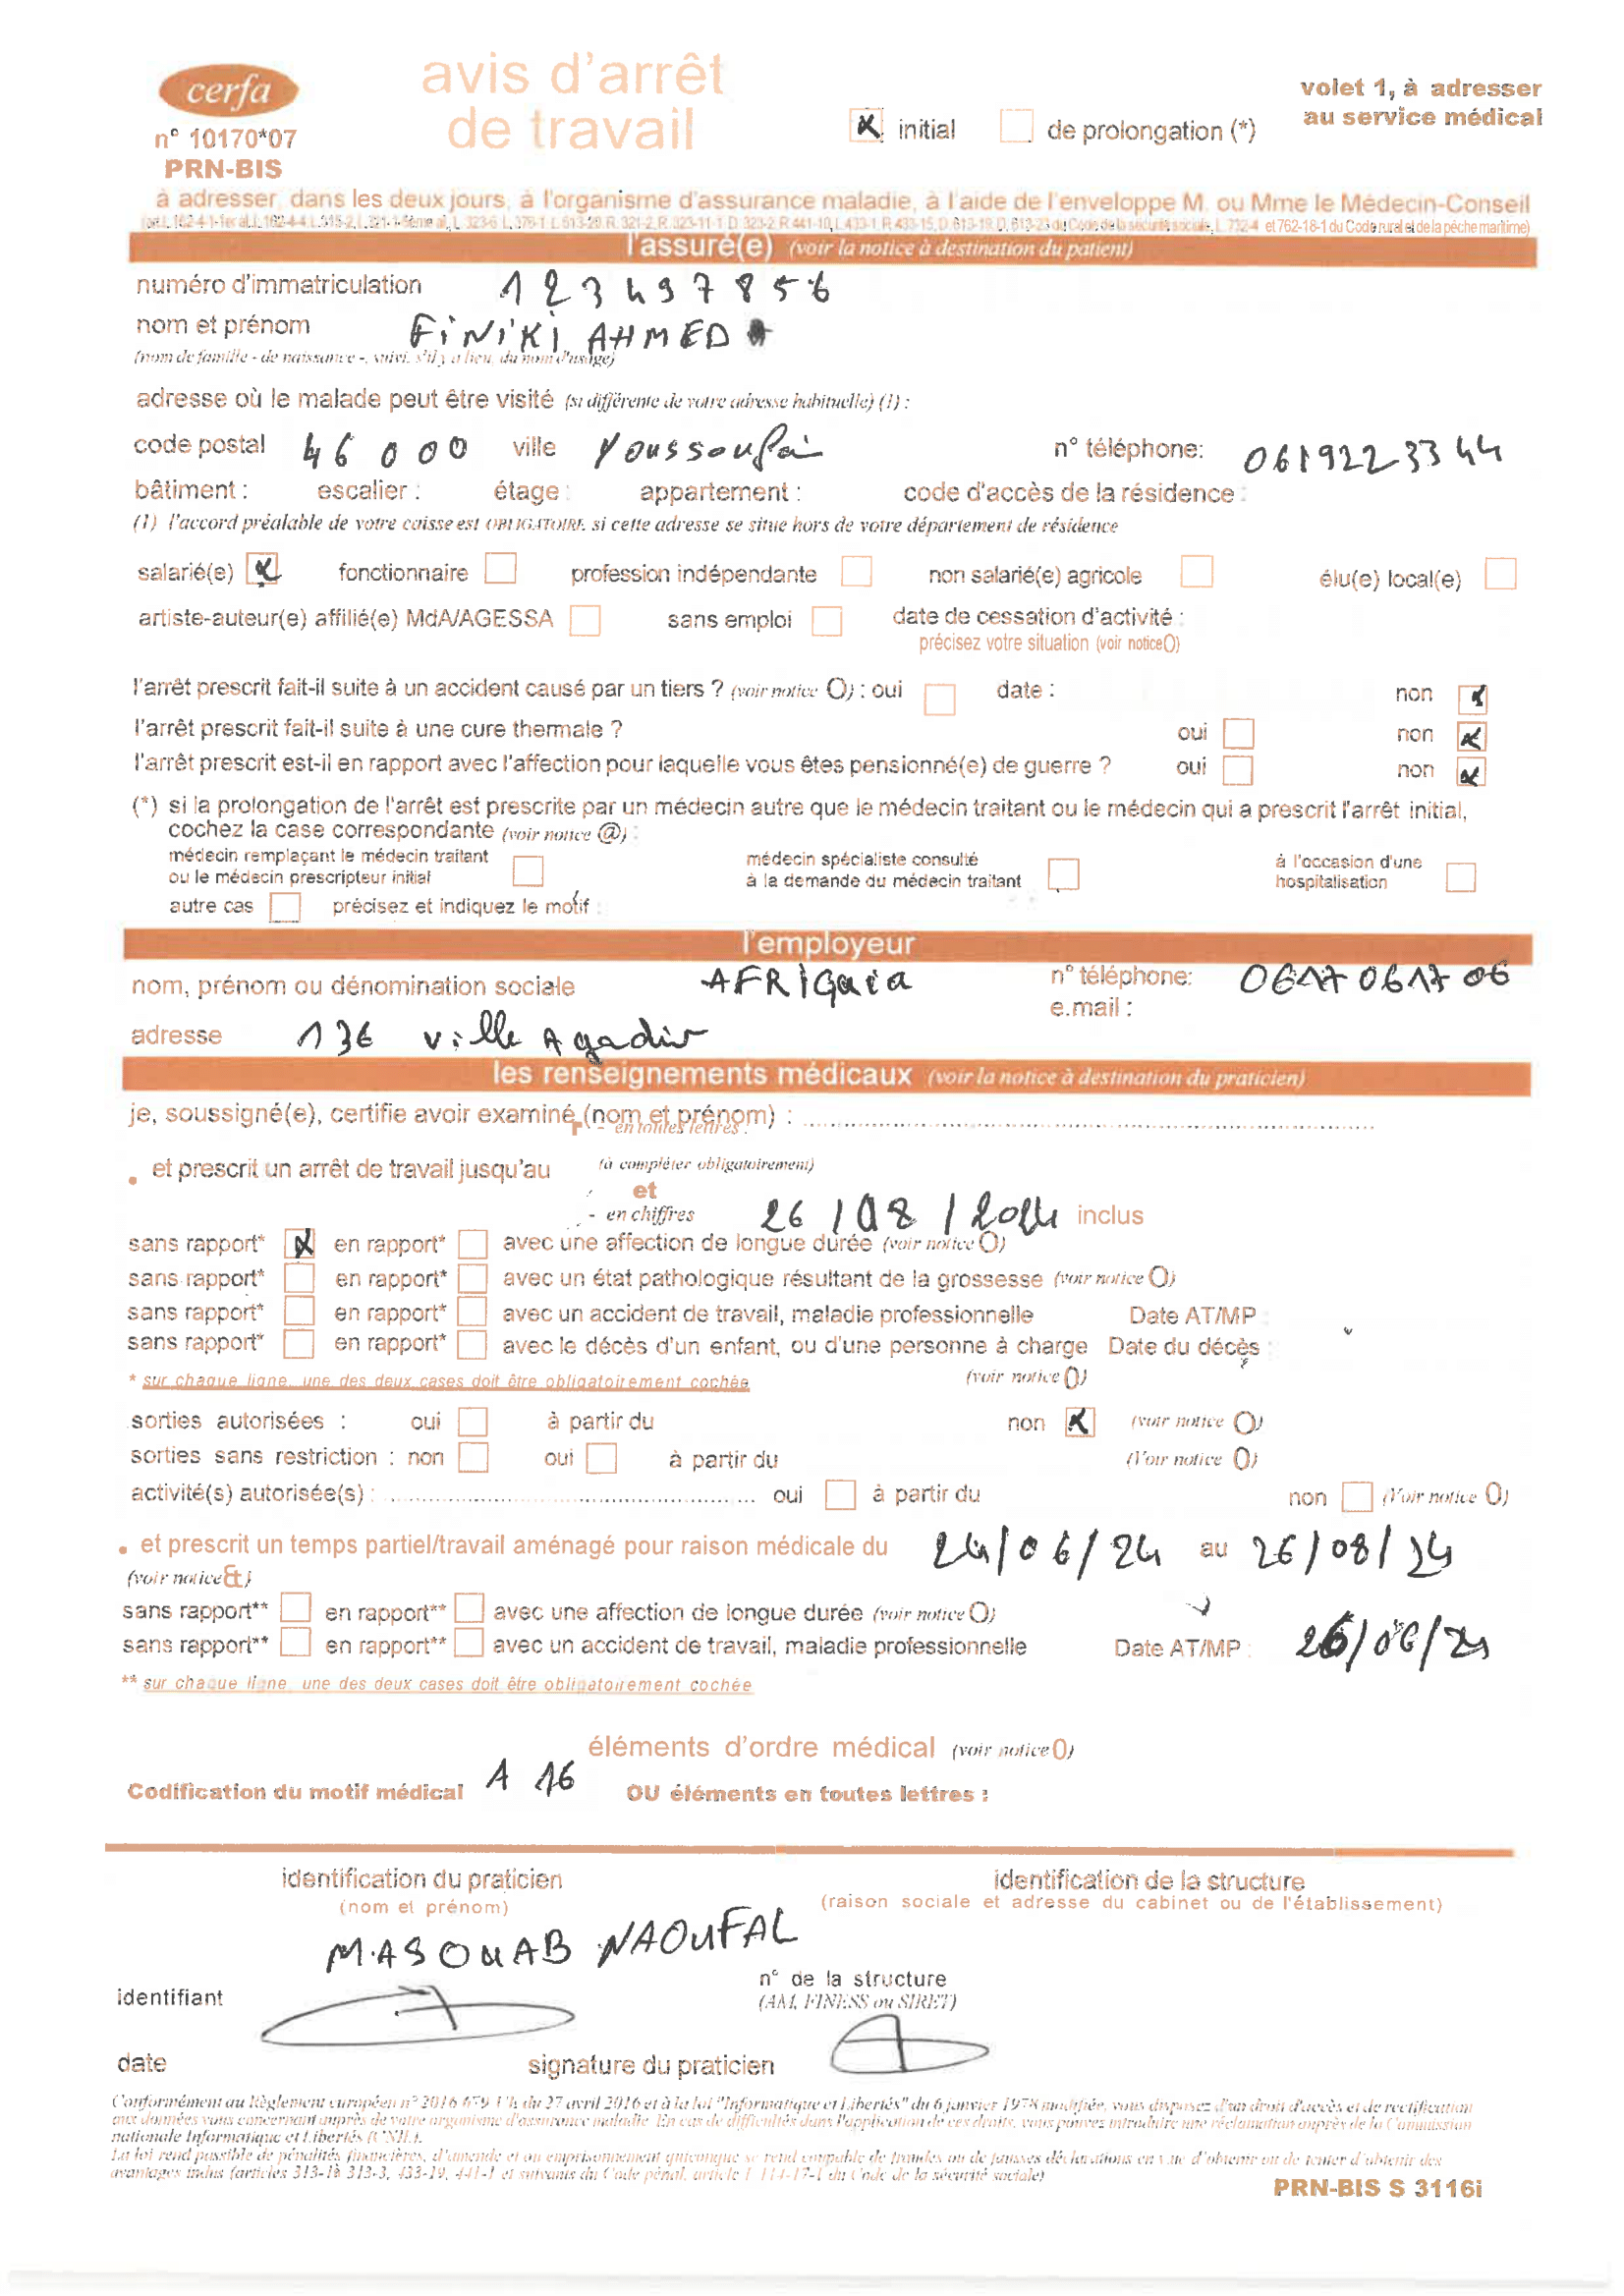 cerfa
n° 10170*07
PRN-BIS
avis d'arrêt
de travail
initial de prolongation (*)
volet 1, à adresser
au service médical
à adresser, dans les deux jours, à l'organisme d'assurance maladie, à l'aide de l'enveloppe M. ou Mme le Médecin-Conseil
l'assuré(e) (voir la notice à destination du patient)
numéro d'immatriculation 123497856
nom et prénom FiNiKi AHMED
(nom de famille - de naissance -, suivi, s'il y a lieu, du nom d'usage)
adresse où le malade peut être visité (si différente de votre adresse habituelle) (1) :
code postal 46 000 ville Youssoufia n° téléphone: 0619223344
bâtiment : escalier : étage : appartement : code d'accès de la résidence :
(1) l'accord préalable de votre caisse est OBLIGATOIRE si cette adresse se situe hors de votre département de résidence
salarié(e) fonctionnaire profession indépendante non salarié(e) agricole élu(e) local(e)
artiste-auteur(e) affilié(e) MdA/AGESSA sans emploi date de cessation d'activité :
précisez votre situation (voir notice())
l'arrêt prescrit fait-il suite à un accident causé par un tiers ? (voir notice O) : oui date : non
l'arrêt prescrit fait-il suite à une cure thermale ? oui non
l'arrêt prescrit est-il en rapport avec l'affection pour laquelle vous êtes pensionné(e) de guerre ? oui non
(*) si la prolongation de l'arrêt est prescrite par un médecin autre que le médecin traitant ou le médecin qui a prescrit l'arrêt initial,
cochez la case correspondante (voir notice @) :
médecin remplaçant le médecin traitant médecin spécialiste consulté à l'occasion d'une
ou le médecin prescripteur initial à la demande du médecin traitant hospitalisation
autre cas précisez et indiquez le motif :
l'employeur
nom, prénom ou dénomination sociale AFRIGaia n° téléphone: 0617061706
e.mail :
adresse 136 ville Agadir
les renseignements médicaux (voir la notice à destination du praticien)
je, soussigné(e), certifie avoir examiné (nom et prénom) :
- en toutes lettres :
et prescrit un arrêt de travail jusqu'au (à compléter obligatoirement)
et
- en chiffres 26/08/2024 inclus
sans rapport* en rapport* avec une affection de longue durée (voir notice O)
sans rapport* en rapport* avec un état pathologique résultant de la grossesse (voir notice O)
sans rapport* en rapport* avec un accident de travail, maladie professionnelle Date AT/MP :
sans rapport* en rapport* avec le décès d'un enfant, ou d'une personne à charge Date du décès :
* sur chaque ligne, une des deux cases doit être obligatoirement cochée (voir notice ())
sorties autorisées : oui à partir du non (voir notice O)
sorties sans restriction : non oui à partir du (Voir notice O)
activité(s) autorisée(s) : oui à partir du non (Voir notice O)
et prescrit un temps partiel/travail aménagé pour raison médicale du 24/06/24 au 26/08/24
(voir notice &)
sans rapport** en rapport** avec une affection de longue durée (voir notice O)
sans rapport** en rapport** avec un accident de travail, maladie professionnelle Date AT/MP : 26/06/24
** sur chaque ligne, une des deux cases doit être obligatoirement cochée
éléments d'ordre médical (voir notice O)
Codification du motif médical A 16 OU éléments en toutes lettres :
identification du praticien identification de la structure
(nom et prénom) (raison sociale et adresse du cabinet ou de l'établissement)
MASOUAB NAOUFAL
n° de la structure
identifiant (AM, FINESS ou SIRET)
date signature du praticien
Conformément au Règlement européen n° 2016/679 UE du 27 avril 2016 et à la loi "Informatique et Libertés" du 6 janvier 1978 modifiée, vous disposez d'un droit d'accès et de rectification
aux données vous concernant auprès de votre organisme d'assurance maladie. En cas de difficultés dans l'application de ces droits, vous pouvez introduire une réclamation auprès de la Commission
nationale Informatique et Libertés (CNIL).
La loi rend passible de pénalités financières, d'amende et ou emprisonnement quiconque se rend coupable de fraudes ou de fausses déclarations en vue d'obtenir ou de tenter d'obtenir des
avantages indus (articles 313-1à 313-3, 433-19, 441-1 et suivants du Code pénal, article L 114-17-1 du Code de la sécurité sociale)
PRN-BIS S 3116i